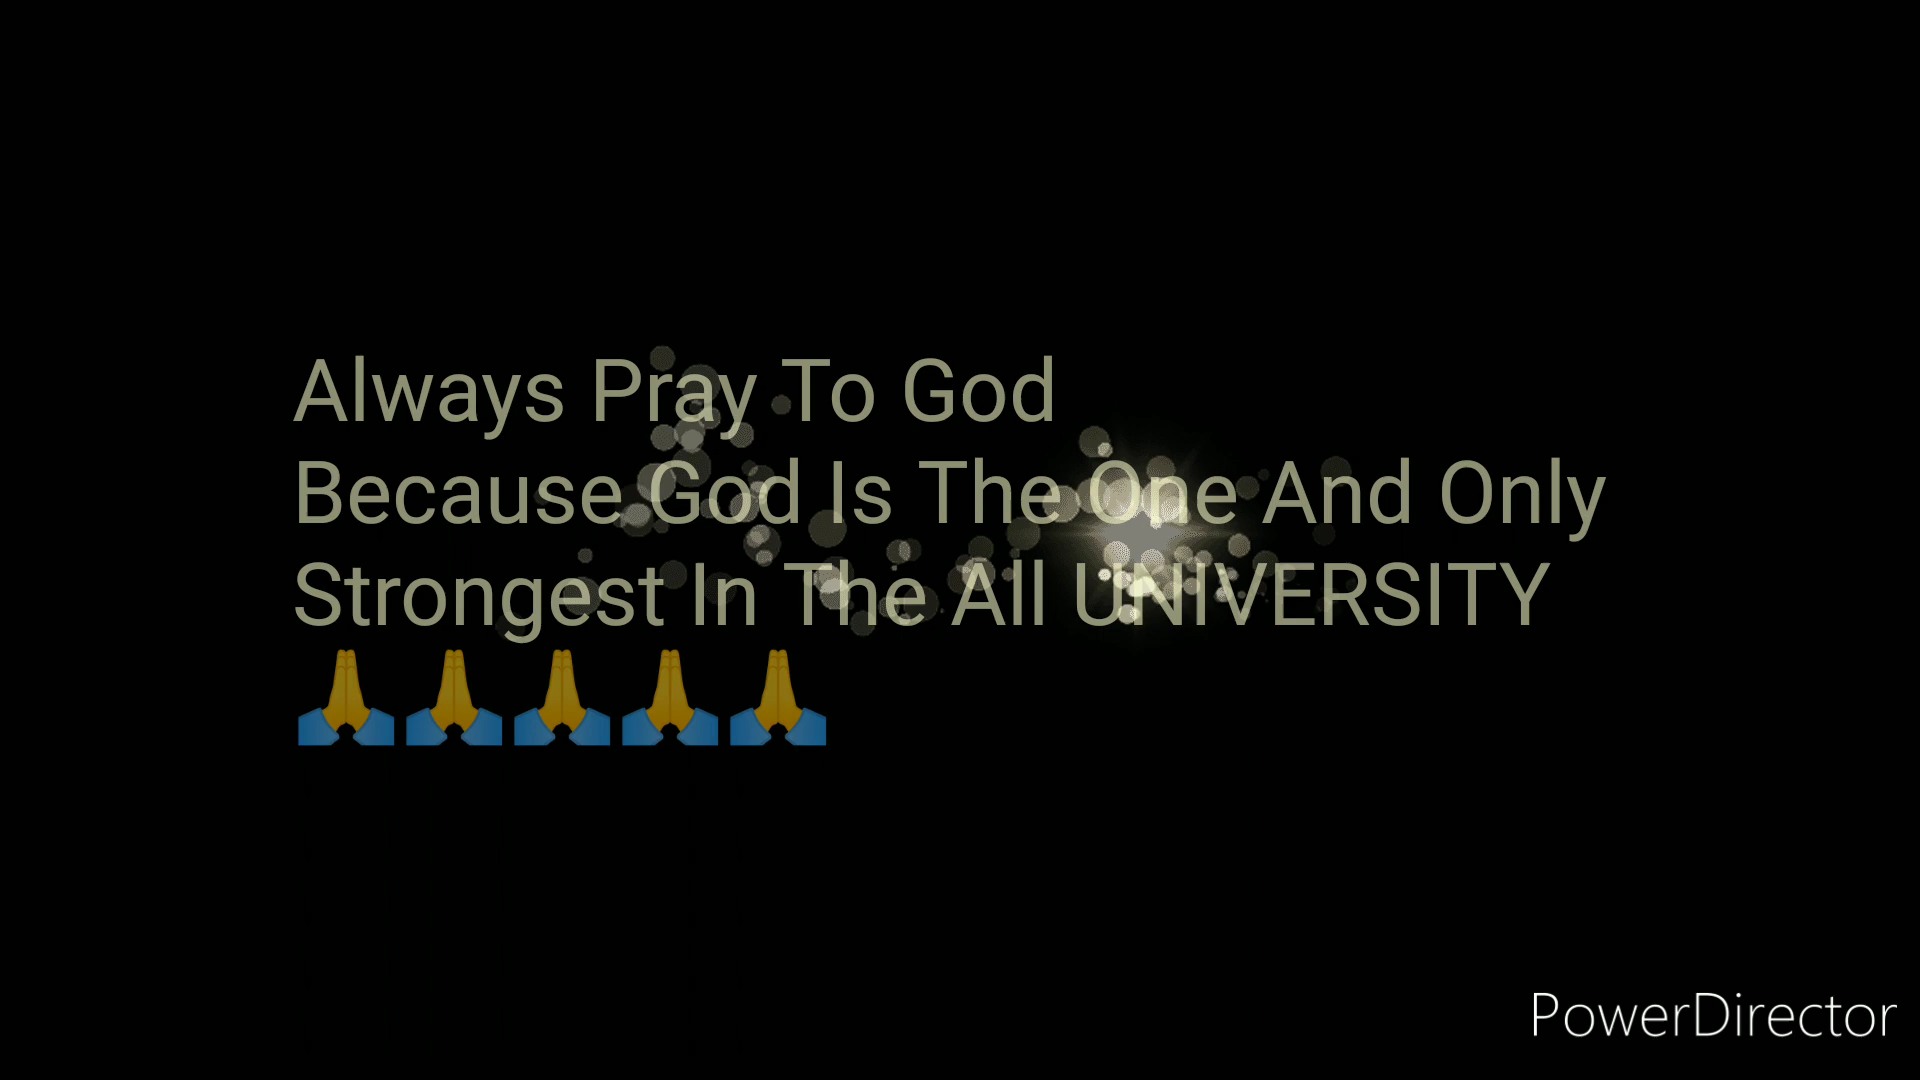 Always Pray To God
Because God Is The One And Only
Strongest In The All UNIVERSITY
🙏🙏🙏🙏🙏
PowerDirector